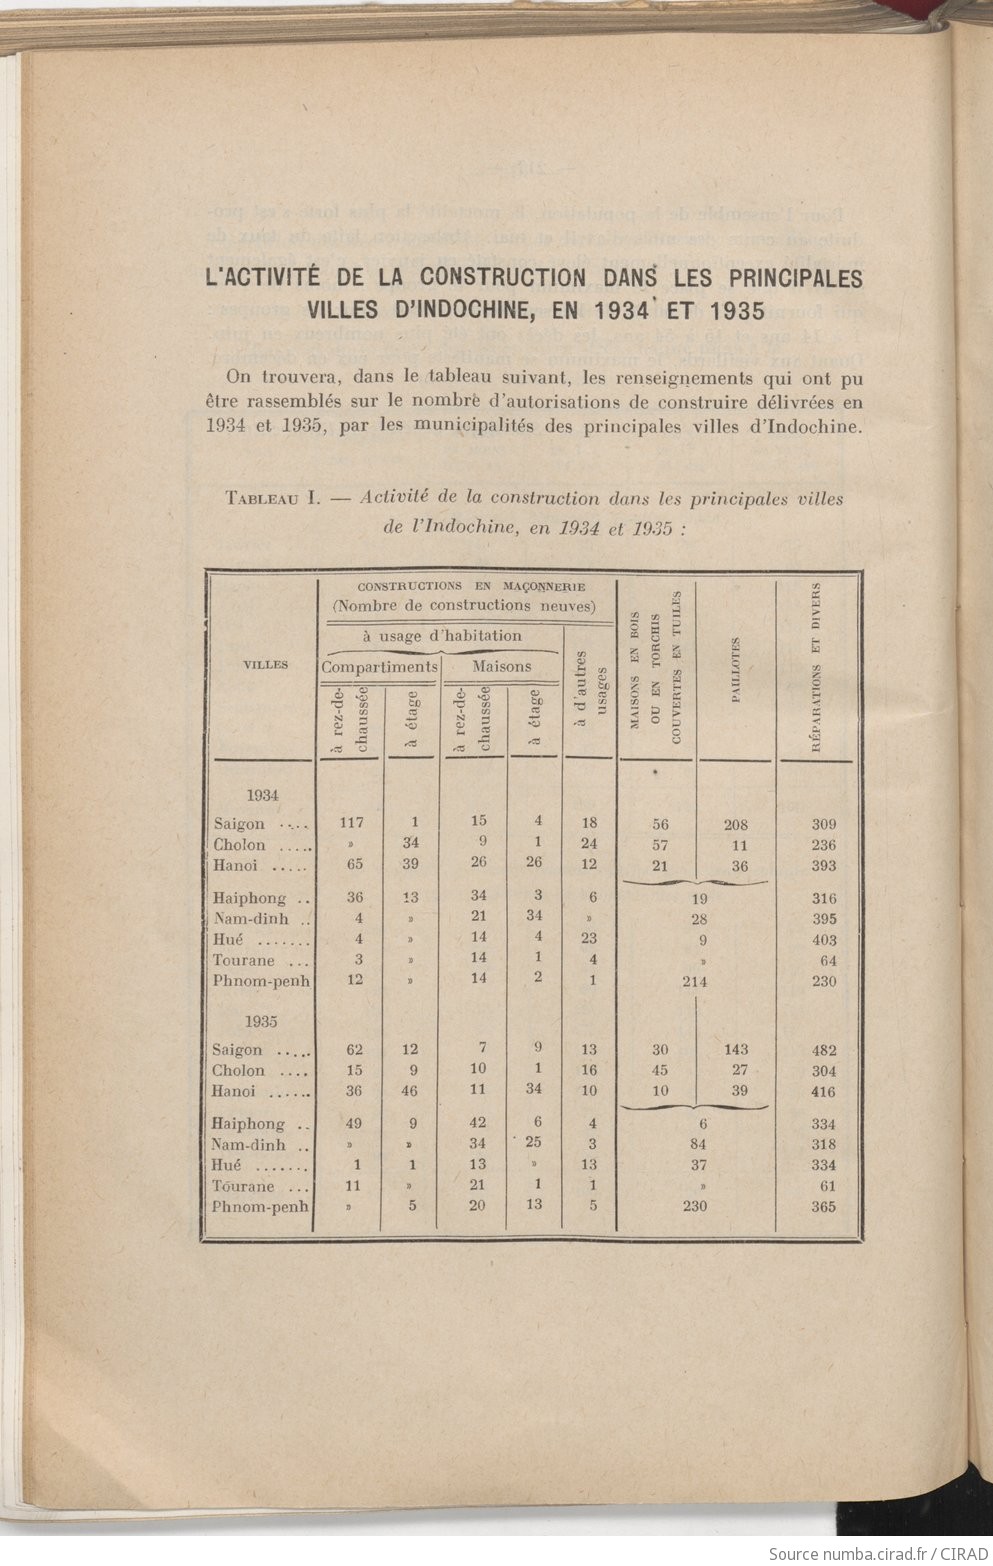 L'ACTIVITÉ DE LA CONSTRUCTION DANS LES PRINCIPALES
VILLES D'INDOCHINE, EN 1934 ET 1935
On trouvera, dans le tableau suivant, les renseignements qui ont pu
être rassemblés sur le nombre d'autorisations de construire délivrées en
1934 et 1935, par les municipalités des principales villes d'Indochine.
TABLEAU I. — Activité de la construction dans les principales villes
de l'Indochine, en 1934 et 1935 :
VILLES
CONSTRUCTIONS EN MAÇONNERIE
(Nombre de constructions neuves)
à usage d'habitation
Compartiments
Maisons
à rez-de-
chaussée
à étage
à rez-de-
chaussée
à étage
à d'autres
usages
MAISONS EN BOIS
OU EN TORCHIS
COUVERTES EN TUILES
PAILLOTES
RÉPARATIONS ET DIVERS
1934
Saigon ..... 117 1 15 4 18 56 208 309
Cholon ..... » 34 9 1 24 57 11 236
Hanoi ..... 65 39 26 26 12 21 36 393
Haiphong .. 36 13 34 3 6 19 316
Nam-dinh .. 4 » 21 34 » 28 395
Hué ....... 4 » 14 4 23 9 403
Tourane ... 3 » 14 1 4 » 64
Phnom-penh 12 » 14 2 1 214 230
1935
Saigon ..... 62 12 7 9 13 30 143 482
Cholon .... 15 9 10 1 16 45 27 304
Hanoi ...... 36 46 11 34 10 10 39 416
Haiphong .. 49 9 42 6 4 6 334
Nam-dinh .. » » 34 25 3 84 318
Hué ....... 1 1 13 » 13 37 334
Tourane ... 11 » 21 1 1 » 61
Phnom-penh » 5 20 13 5 230 365
Source numba.cirad.fr / CIRAD